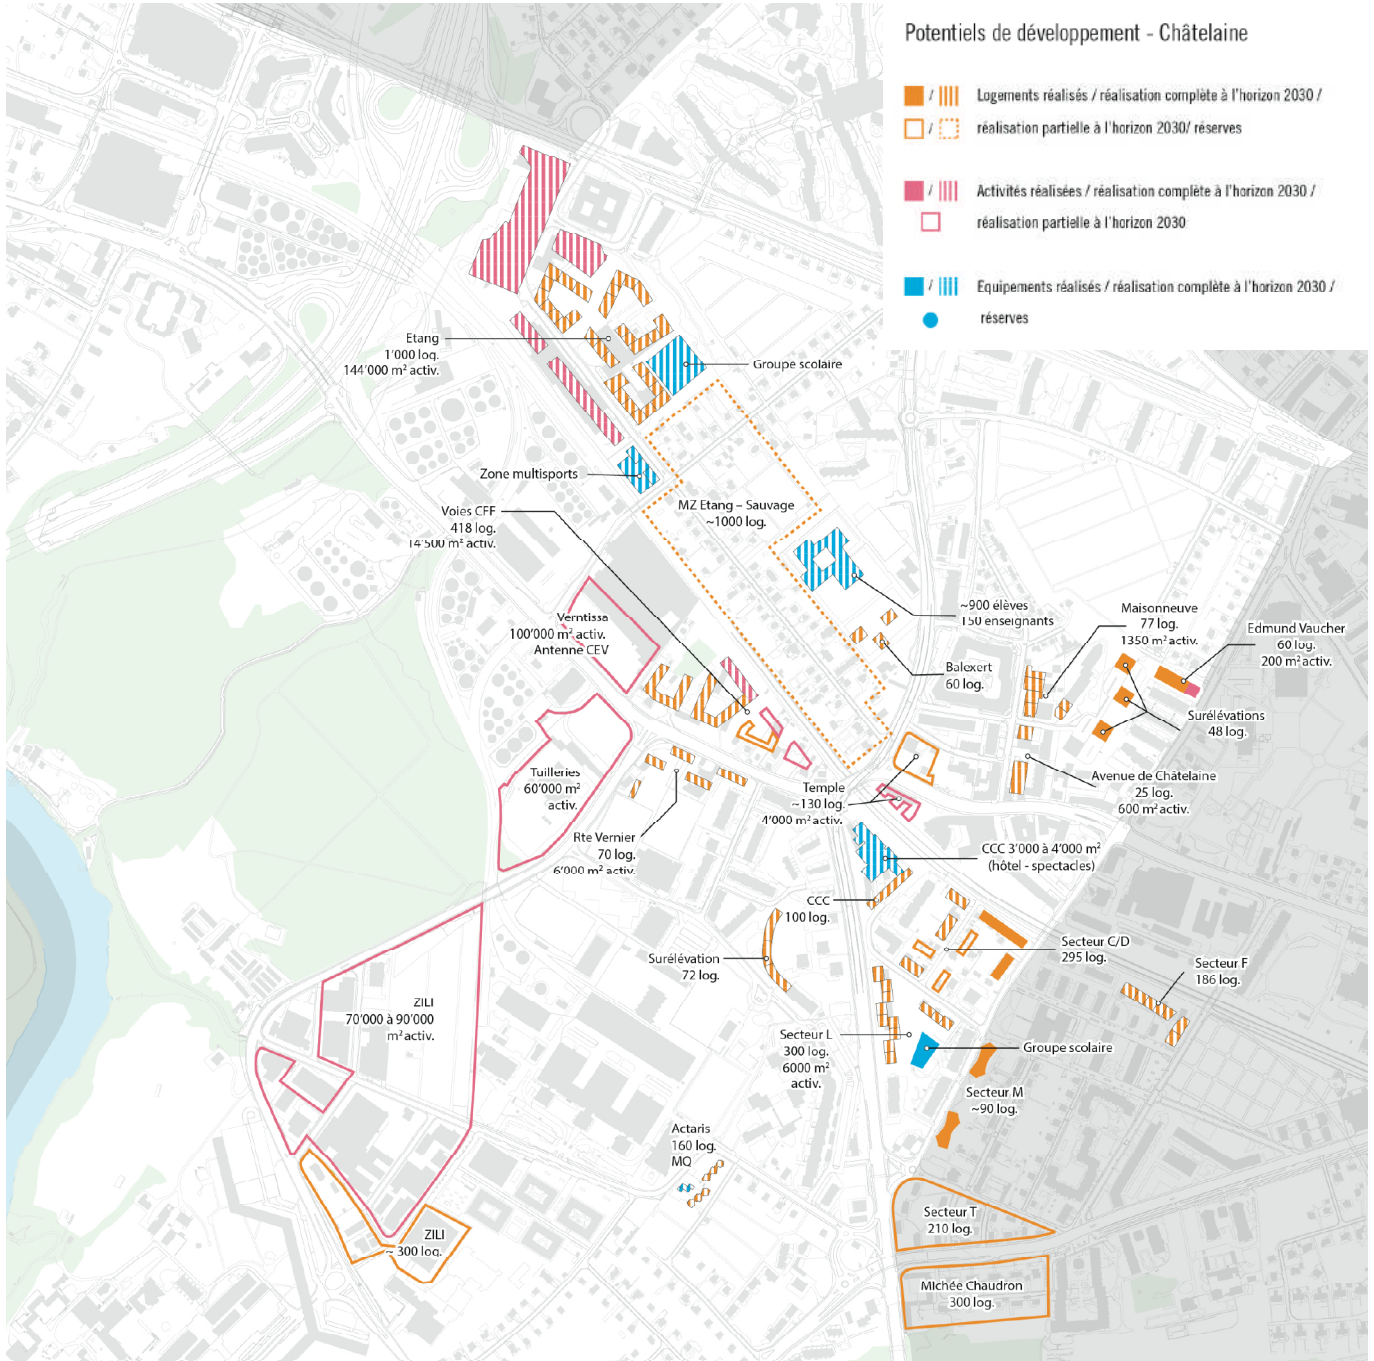 Potentiels de développement - Châtelaine
/ Logements réalisés / réalisation complète à l'horizon 2030 /
/ réalisation partielle à l'horizon 2030/ réserves
/ Activités réalisées / réalisation complète à l'horizon 2030 /
réalisation partielle à l'horizon 2030
/ Equipements réalisés / réalisation complète à l'horizon 2030 /
réserves
Etang
1'000 log.
144'000 m² activ.
Groupe scolaire
Zone multisports
MZ Etang – Sauvage
~1000 log.
Voies CFF
418 log.
14'500 m² activ.
Verntissa
100'000 m² activ.
Antenne CEV
~900 élèves
150 enseignants
Maisonneuve
77 log.
1350 m² activ.
Edmund Vaucher
60 log.
200 m² activ.
Balexert
60 log.
Surélévations
48 log.
Tuilleries
60'000 m²
activ.
Temple
~130 log.
4'000 m² activ.
Avenue de Châtelaine
25 log.
600 m² activ.
Rte Vernier
70 log.
6'000 m² activ.
CCC 3'000 à 4'000 m²
(hôtel - spectacles)
CCC
100 log.
Surélévation
72 log.
Secteur C/D
295 log.
Secteur F
186 log.
ZILI
70'000 à 90'000
m² activ.
Secteur L
300 log.
6000 m²
activ.
Groupe scolaire
Secteur M
~90 log.
Actaris
160 log.
MQ
Secteur T
210 log.
ZILI
~ 300 log.
Michée Chaudron
300 log.